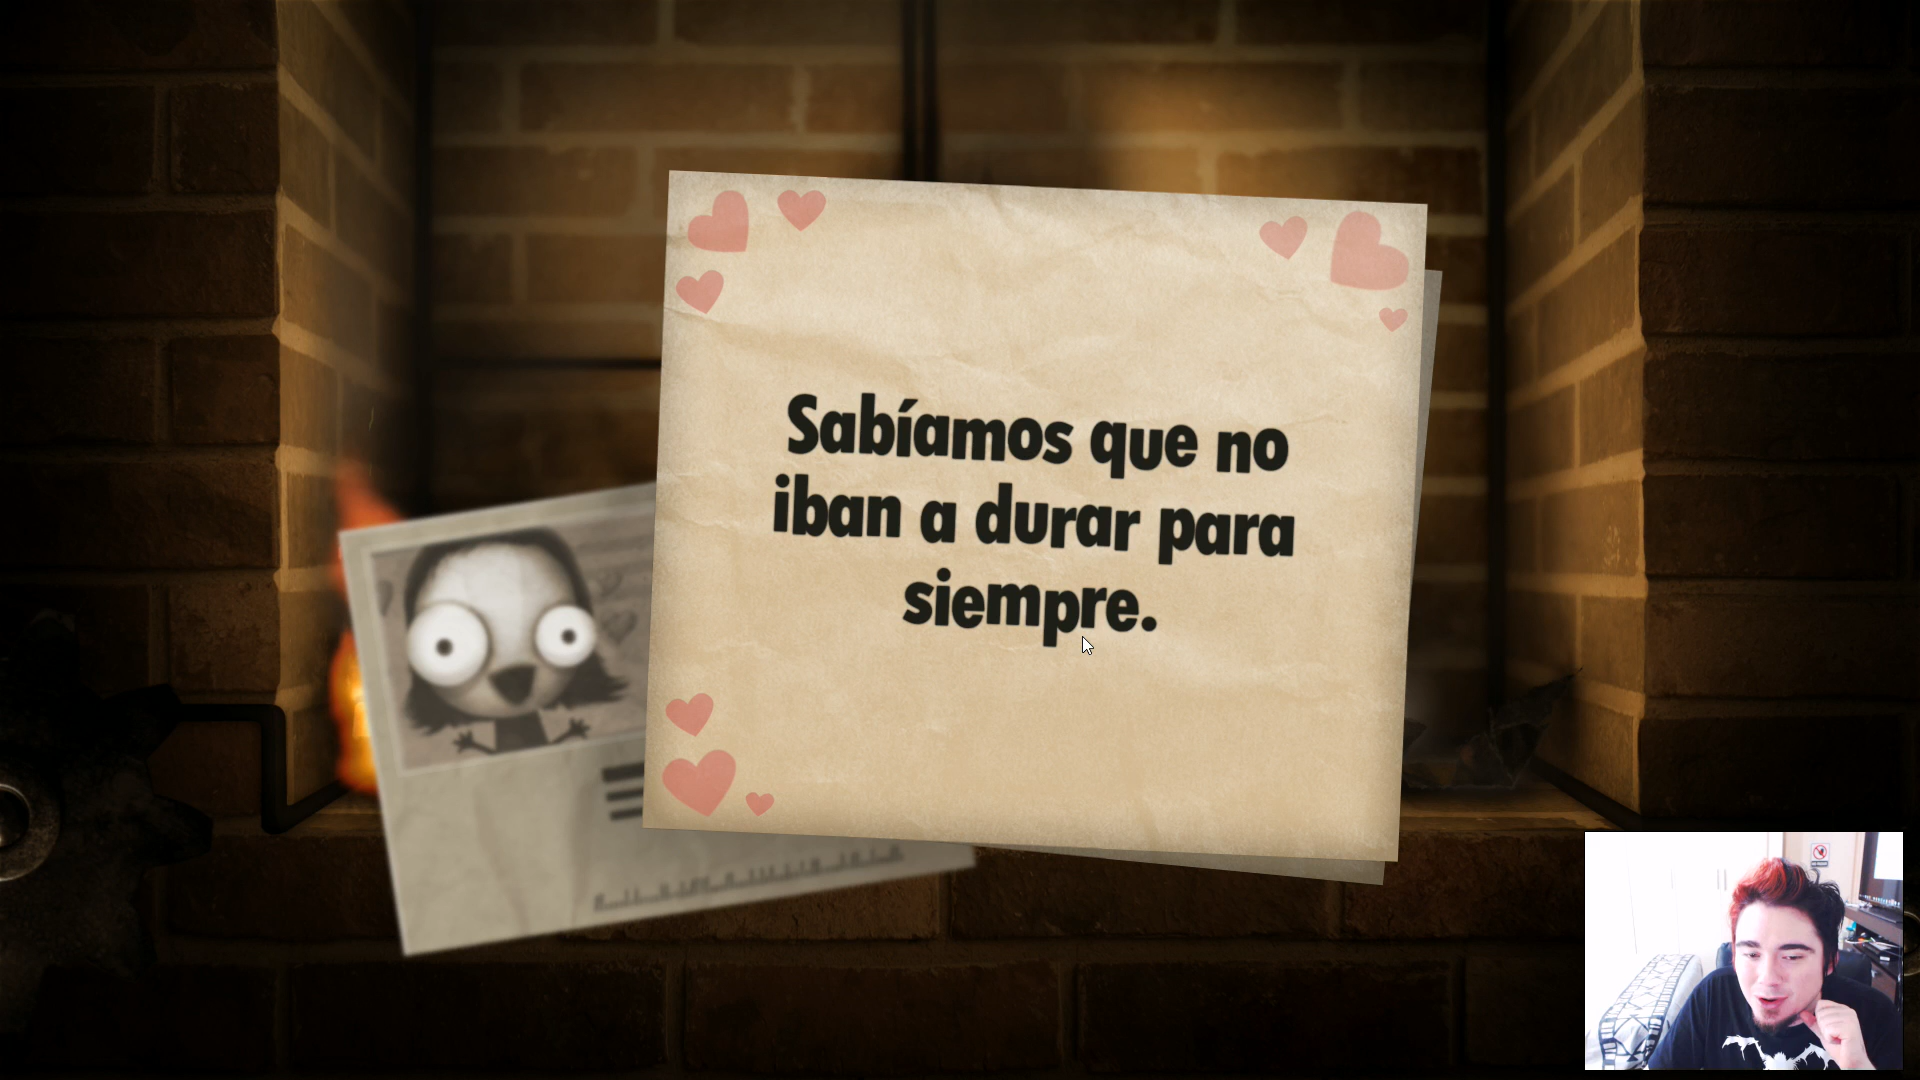 Sabíamos que no
iban a durar para
siempre.